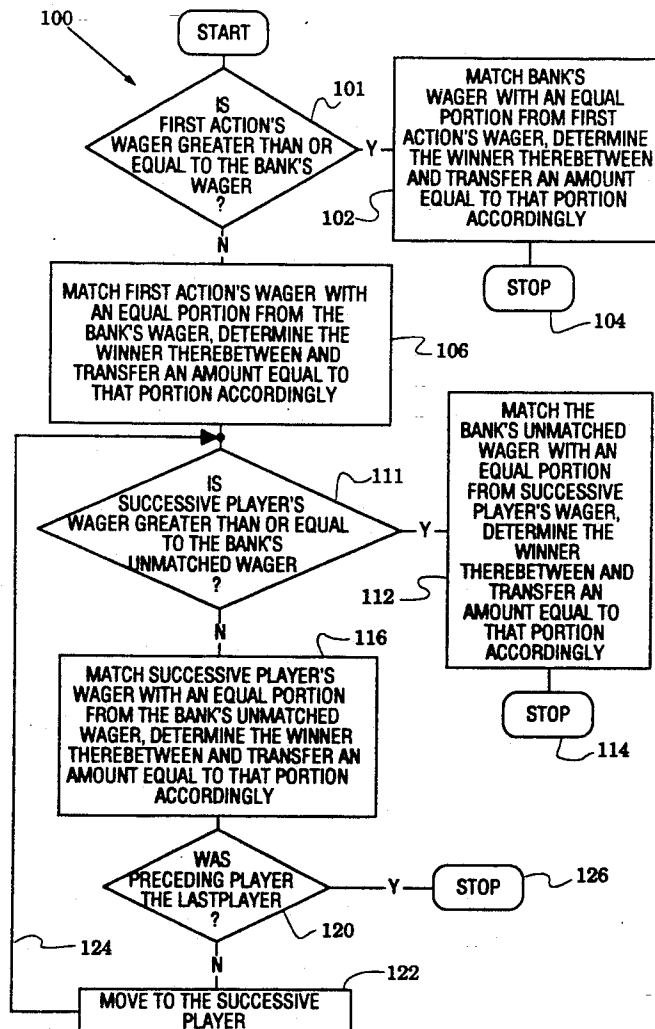 100
START
101
IS
FIRST ACTION'S
WAGER GREATER THAN OR
EQUAL TO THE BANK'S
WAGER
?
Y
N
MATCH BANK'S
WAGER WITH AN EQUAL
PORTION FROM FIRST
ACTION'S WAGER, DETERMINE
THE WINNER THEREBETWEEN
AND TRANSFER AN AMOUNT
EQUAL TO THAT PORTION
ACCORDINGLY
102
STOP
104
MATCH FIRST ACTION'S WAGER WITH
AN EQUAL PORTION FROM THE
BANK'S WAGER, DETERMINE THE
WINNER THEREBETWEEN AND
TRANSFER AN AMOUNT EQUAL TO
THAT PORTION ACCORDINGLY
106
111
IS
SUCCESSIVE PLAYER'S
WAGER GREATER THAN OR EQUAL
TO THE BANK'S
UNMATCHED WAGER
?
Y
N
MATCH THE
BANK'S UNMATCHED
WAGER WITH AN
EQUAL PORTION
FROM SUCCESSIVE
PLAYER'S WAGER,
DETERMINE THE
WINNER
THEREBETWEEN AND
TRANSFER AN
AMOUNT EQUAL TO
THAT PORTION
ACCORDINGLY
112
STOP
114
116
MATCH SUCCESSIVE PLAYER'S
WAGER WITH AN EQUAL PORTION
FROM THE BANK'S UNMATCHED
WAGER, DETERMINE THE WINNER
THEREBETWEEN AND TRANSFER AN
AMOUNT EQUAL TO THAT PORTION
ACCORDINGLY
WAS
PRECEDING PLAYER
THE LASTPLAYER
?
120
Y
STOP
126
N
124
122
MOVE TO THE SUCCESSIVE
PLAYER